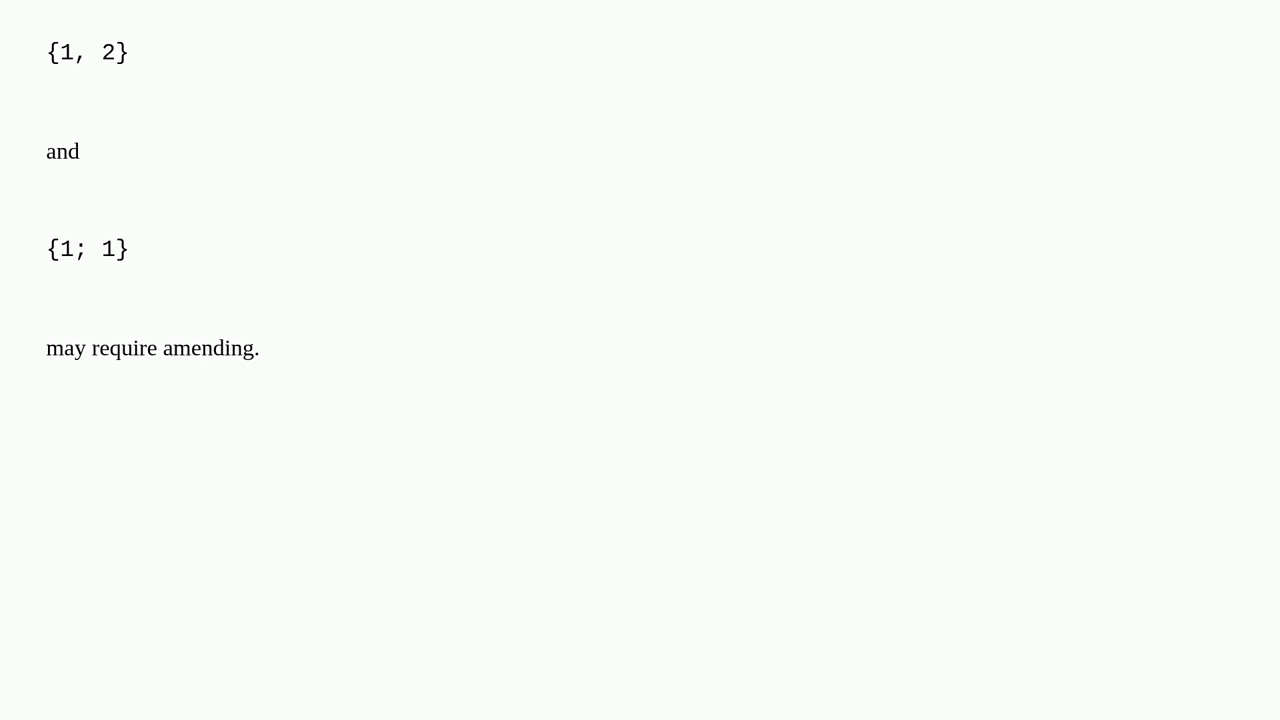 {1, 2}
and
{1; 1}
may require amending.